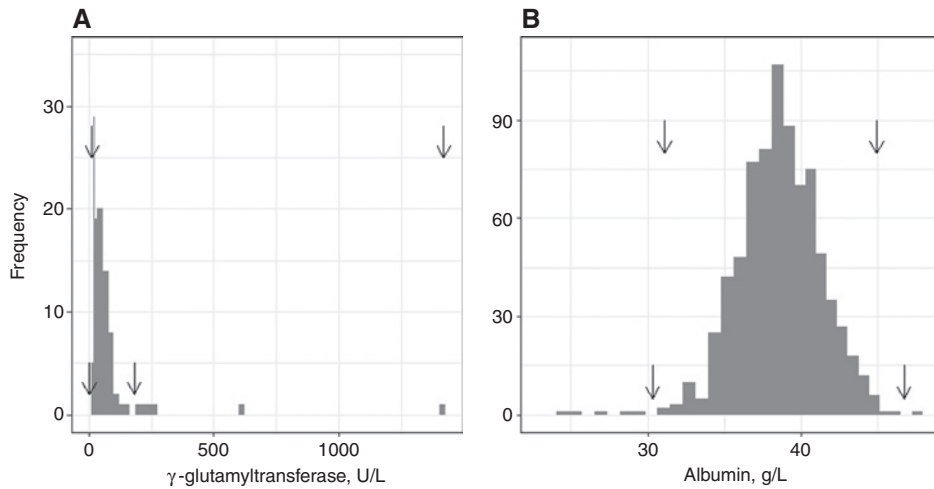 A
B
Frequency
30
20
10
0
0
500
1000
γ-glutamyltransferase, U/L
90
60
30
0
30
40
Albumin, g/L